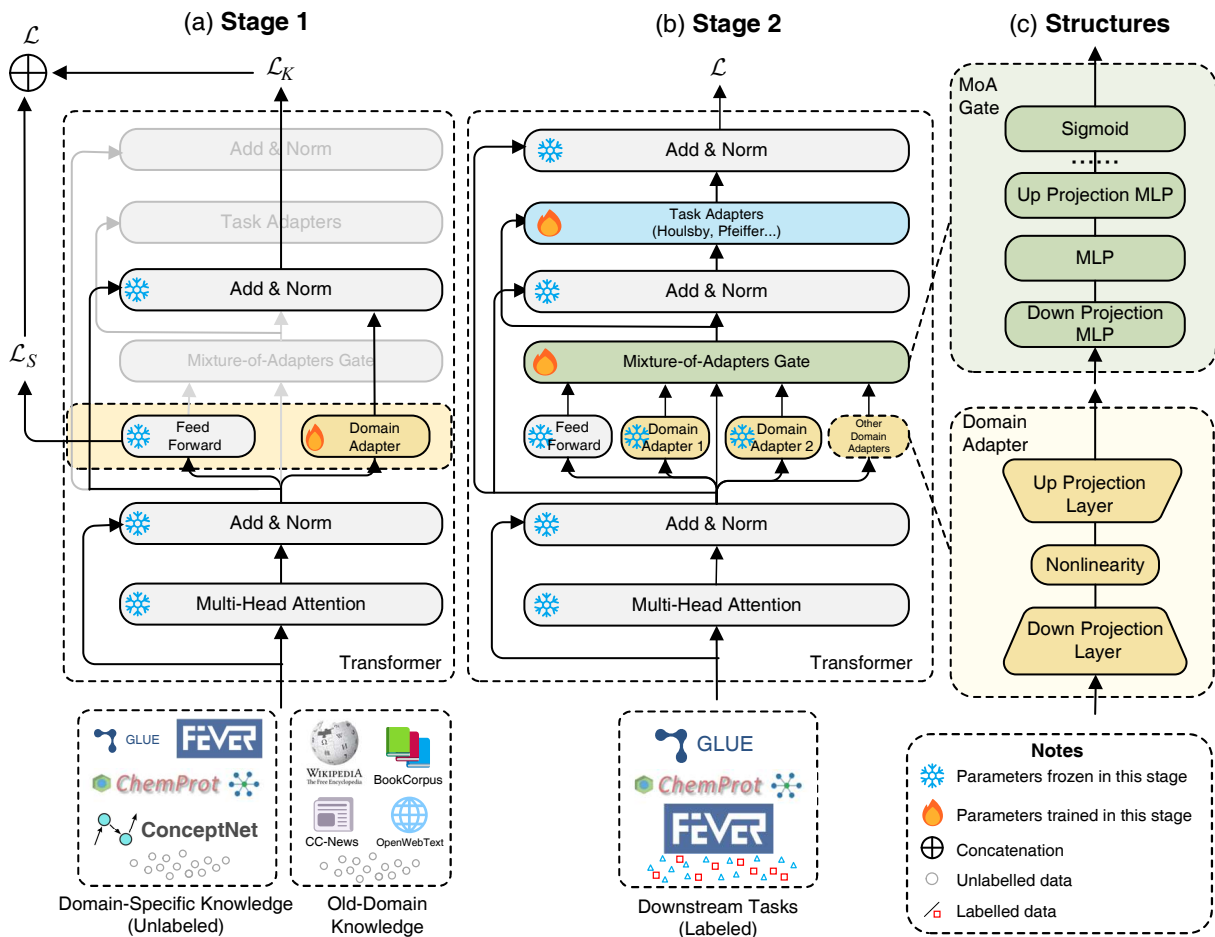 (a) Stage 1
ℒ
ℒK
Add & Norm
Task Adapters
Add & Norm
Mixture-of-Adapters Gate
ℒS
Feed
Forward
Domain
Adapter
Add & Norm
Multi-Head Attention
Transformer
GLUE
FEVER
ChemProt
ConceptNet
Domain-Specific Knowledge
(Unlabeled)
WIKIPEDIA
The Free Encyclopedia
BookCorpus
CC-News
OpenWebText
Old-Domain
Knowledge
(b) Stage 2
ℒ
Add & Norm
Task Adapters
(Houlsby, Pfeiffer...)
Add & Norm
Mixture-of-Adapters Gate
Feed
Forward
Domain
Adapter 1
Domain
Adapter 2
Other
Domain
Adapters
Add & Norm
Multi-Head Attention
Transformer
GLUE
ChemProt
FEVER
Downstream Tasks
(Labeled)
(c) Structures
MoA
Gate
Sigmoid
......
Up Projection MLP
MLP
Down Projection
MLP
Domain
Adapter
Up Projection
Layer
Nonlinearity
Down Projection
Layer
Notes
Parameters frozen in this stage
Parameters trained in this stage
Concatenation
Unlabelled data
Labelled data